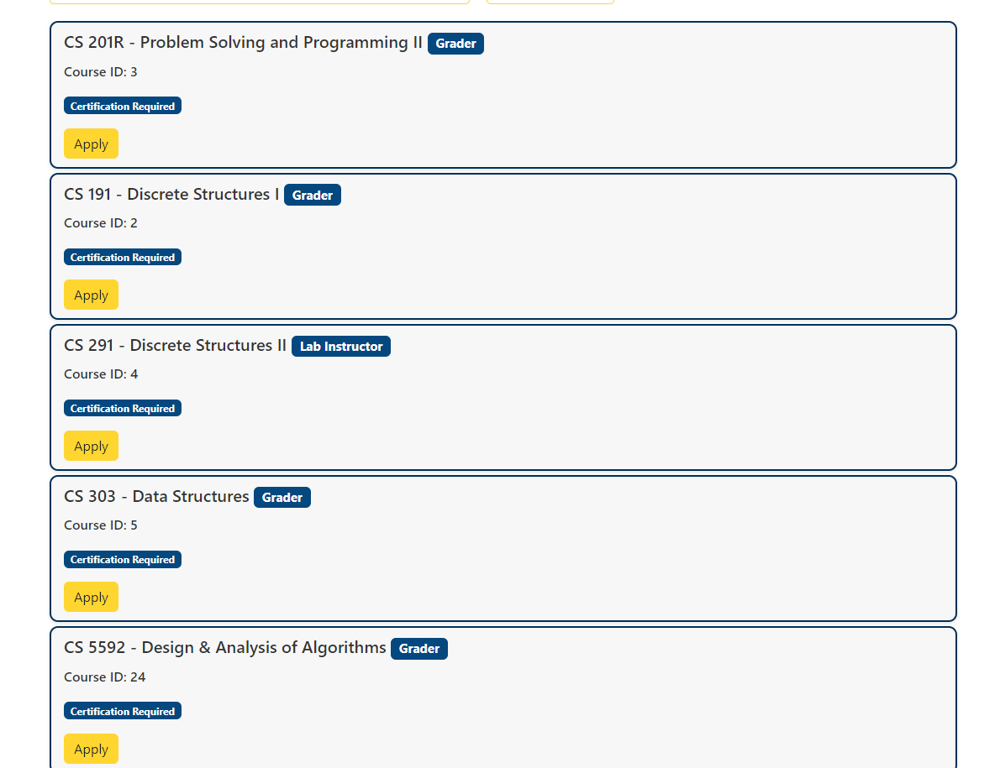 CS 201R - Problem Solving and Programming II Grader
Course ID: 3
Certification Required
Apply
CS 191 - Discrete Structures I Grader
Course ID: 2
Certification Required
Apply
CS 291 - Discrete Structures II Lab Instructor
Course ID: 4
Certification Required
Apply
CS 303 - Data Structures Grader
Course ID: 5
Certification Required
Apply
CS 5592 - Design & Analysis of Algorithms Grader
Course ID: 24
Certification Required
Apply